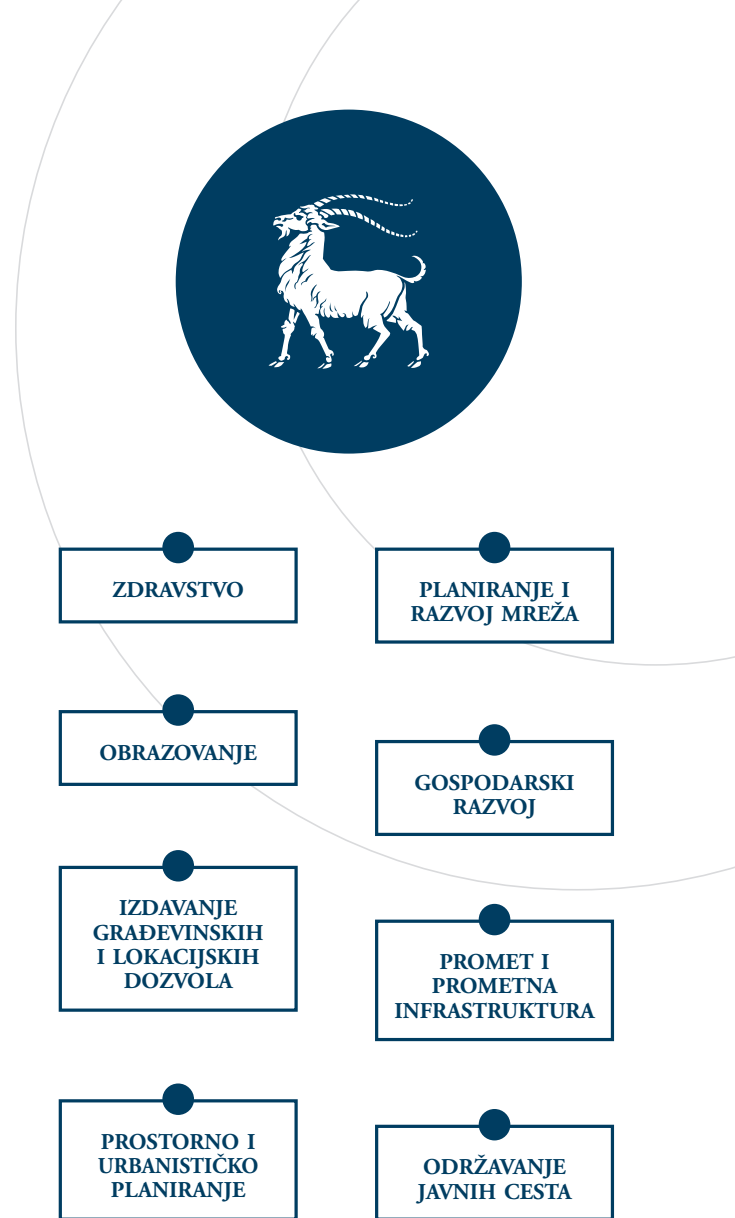 ZDRAVSTVO
PLANIRANJE I
RAZVOJ MREŽA
OBRAZOVANJE
GOSPODARSKI
RAZVOJ
IZDAVANJE
GRAĐEVINSKIH
I LOKACIJSKIH
DOZVOLA
PROMET I
PROMETNA
INFRASTRUKTURA
PROSTORNO I
URBANISTIČKO
PLANIRANJE
ODRŽAVANJE
JAVNIH CESTA